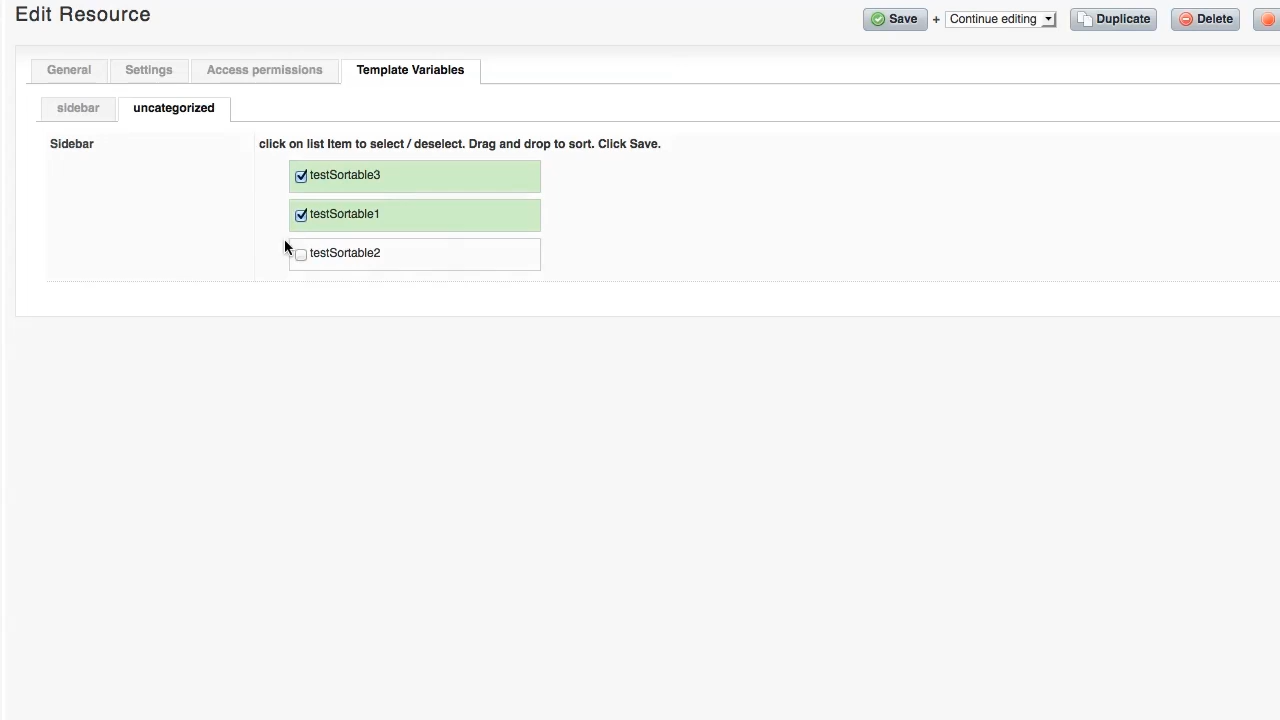 Edit Resource
Save + Continue editing Duplicate Delete
General Settings Access permissions Template Variables
sidebar uncategorized
Sidebar click on list Item to select / deselect. Drag and drop to sort. Click Save.
testSortable3
testSortable1
testSortable2